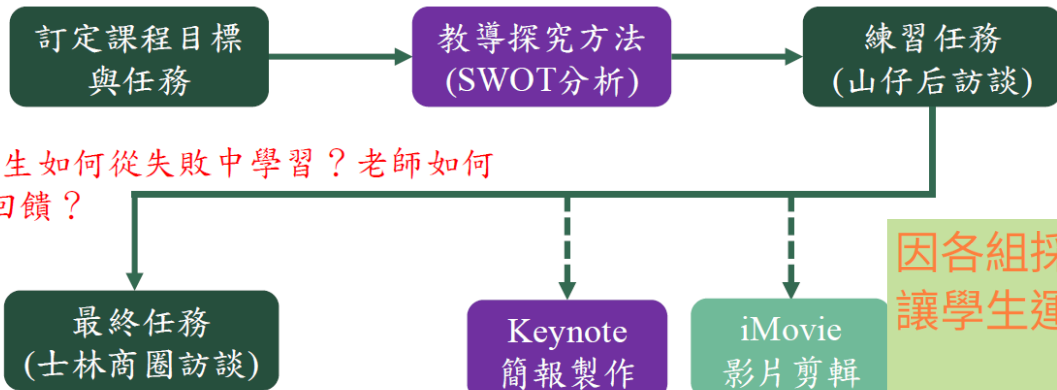 訂定課程目標
與任務
教導探究方法
(SWOT分析)
練習任務
(山仔后訪談)
生如何從失敗中學習？老師如何
回饋？
因各組採
讓學生運
最終任務
(士林商圈訪談)
Keynote
簡報製作
iMovie
影片剪輯